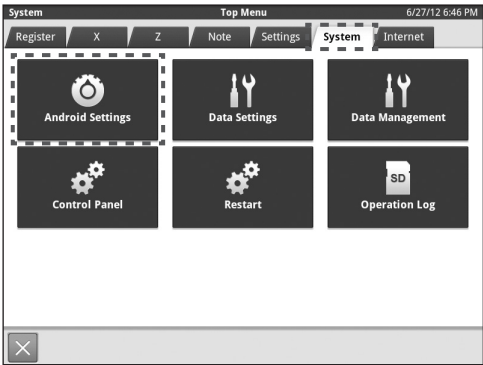 System Top Menu 6/27/12 6:46 PM
Register X Z Note Settings System Internet
Android Settings Data Settings Data Management
SD
Control Panel Restart Operation Log